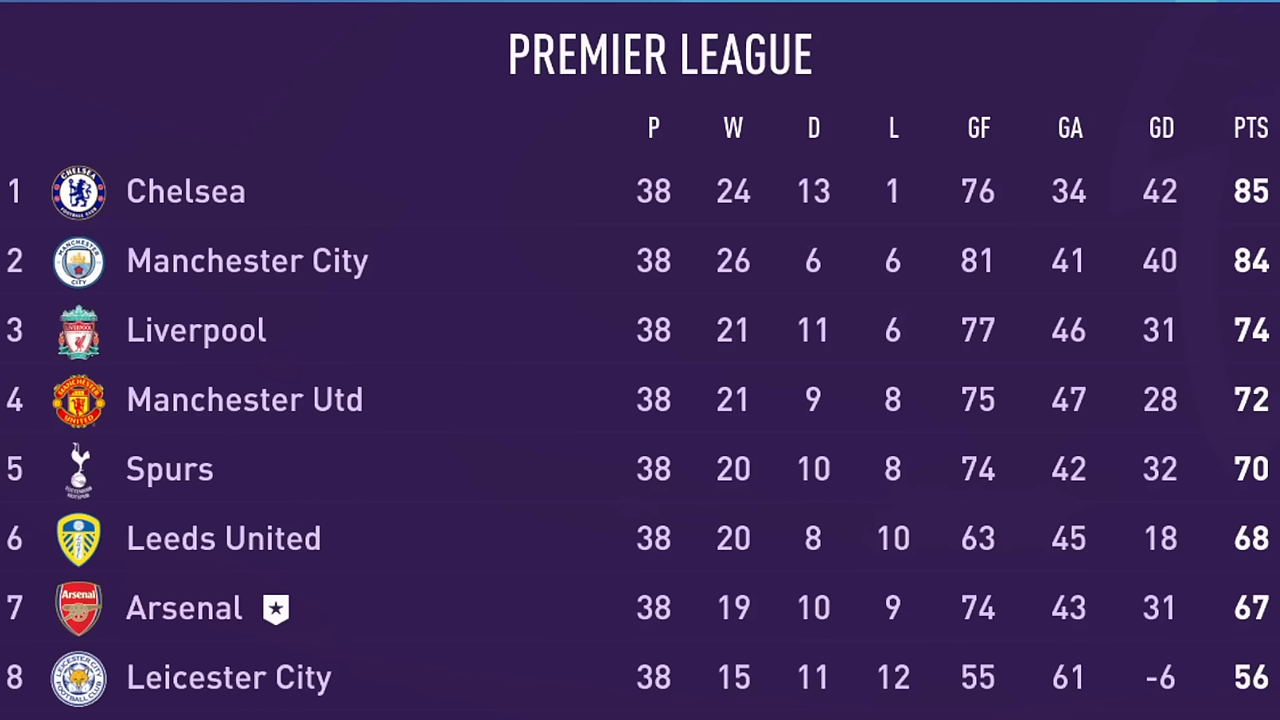 PREMIER LEAGUE
P W D L GF GA GD PTS
1 Chelsea 38 24 13 1 76 34 42 85
2 Manchester City 38 26 6 6 81 41 40 84
3 Liverpool 38 21 11 6 77 46 31 74
4 Manchester Utd 38 21 9 8 75 47 28 72
5 Spurs 38 20 10 8 74 42 32 70
6 Leeds United 38 20 8 10 63 45 18 68
7 Arsenal 38 19 10 9 74 43 31 67
8 Leicester City 38 15 11 12 55 61 -6 56